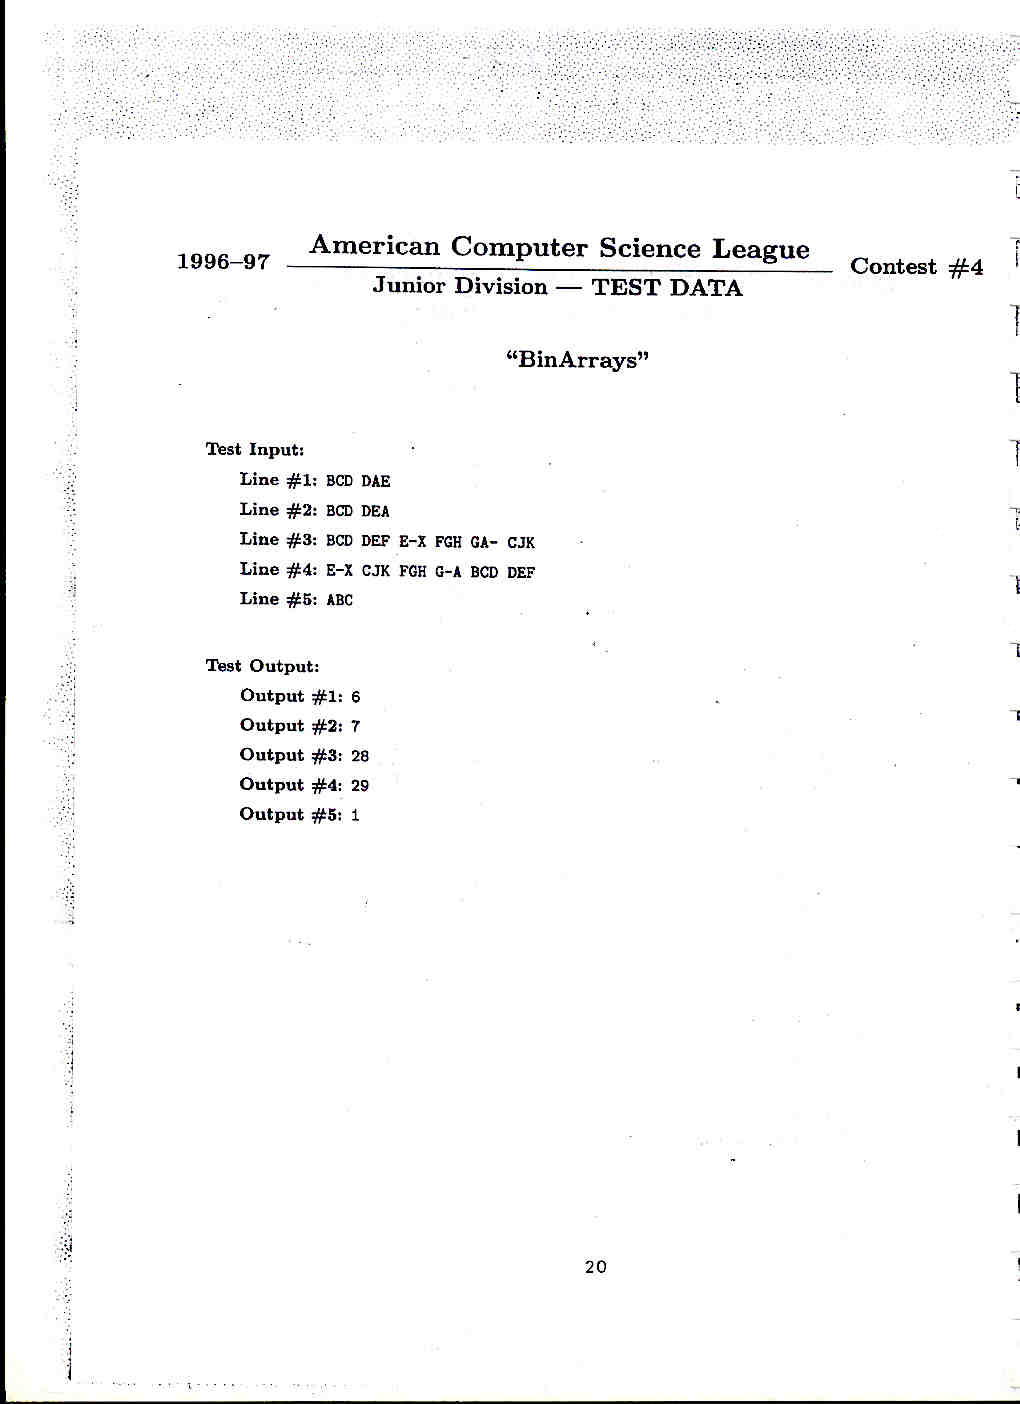 1996–97 American Computer Science League Contest #4
Junior Division — TEST DATA
“BinArrays”
Test Input:
Line #1: BCD DAE
Line #2: BCD DEA
Line #3: BCD DEF E-X FGH GA- CJK
Line #4: E-X CJK FGH G-A BCD DEF
Line #5: ABC
Test Output:
Output #1: 6
Output #2: 7
Output #3: 28
Output #4: 29
Output #5: 1
20